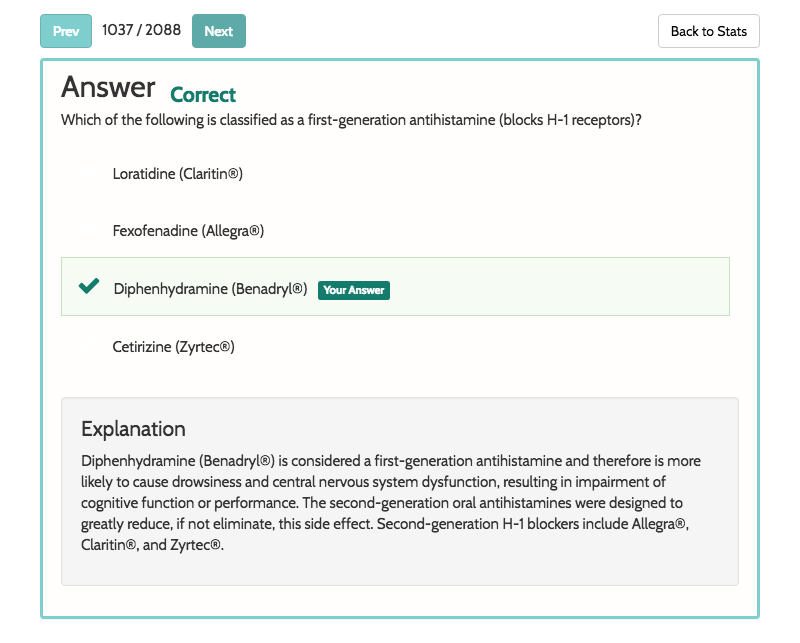 Prev 1037 / 2088 Next Back to Stats
Answer Correct
Which of the following is classified as a first-generation antihistamine (blocks H-1 receptors)?
Loratidine (Claritin®)
Fexofenadine (Allegra®)
Diphenhydramine (Benadryl®) Your Answer
Cetirizine (Zyrtec®)
Explanation
Diphenhydramine (Benadryl®) is considered a first-generation antihistamine and therefore is more
likely to cause drowsiness and central nervous system dysfunction, resulting in impairment of
cognitive function or performance. The second-generation oral antihistamines were designed to
greatly reduce, if not eliminate, this side effect. Second-generation H-1 blockers include Allegra®,
Claritin®, and Zyrtec®.